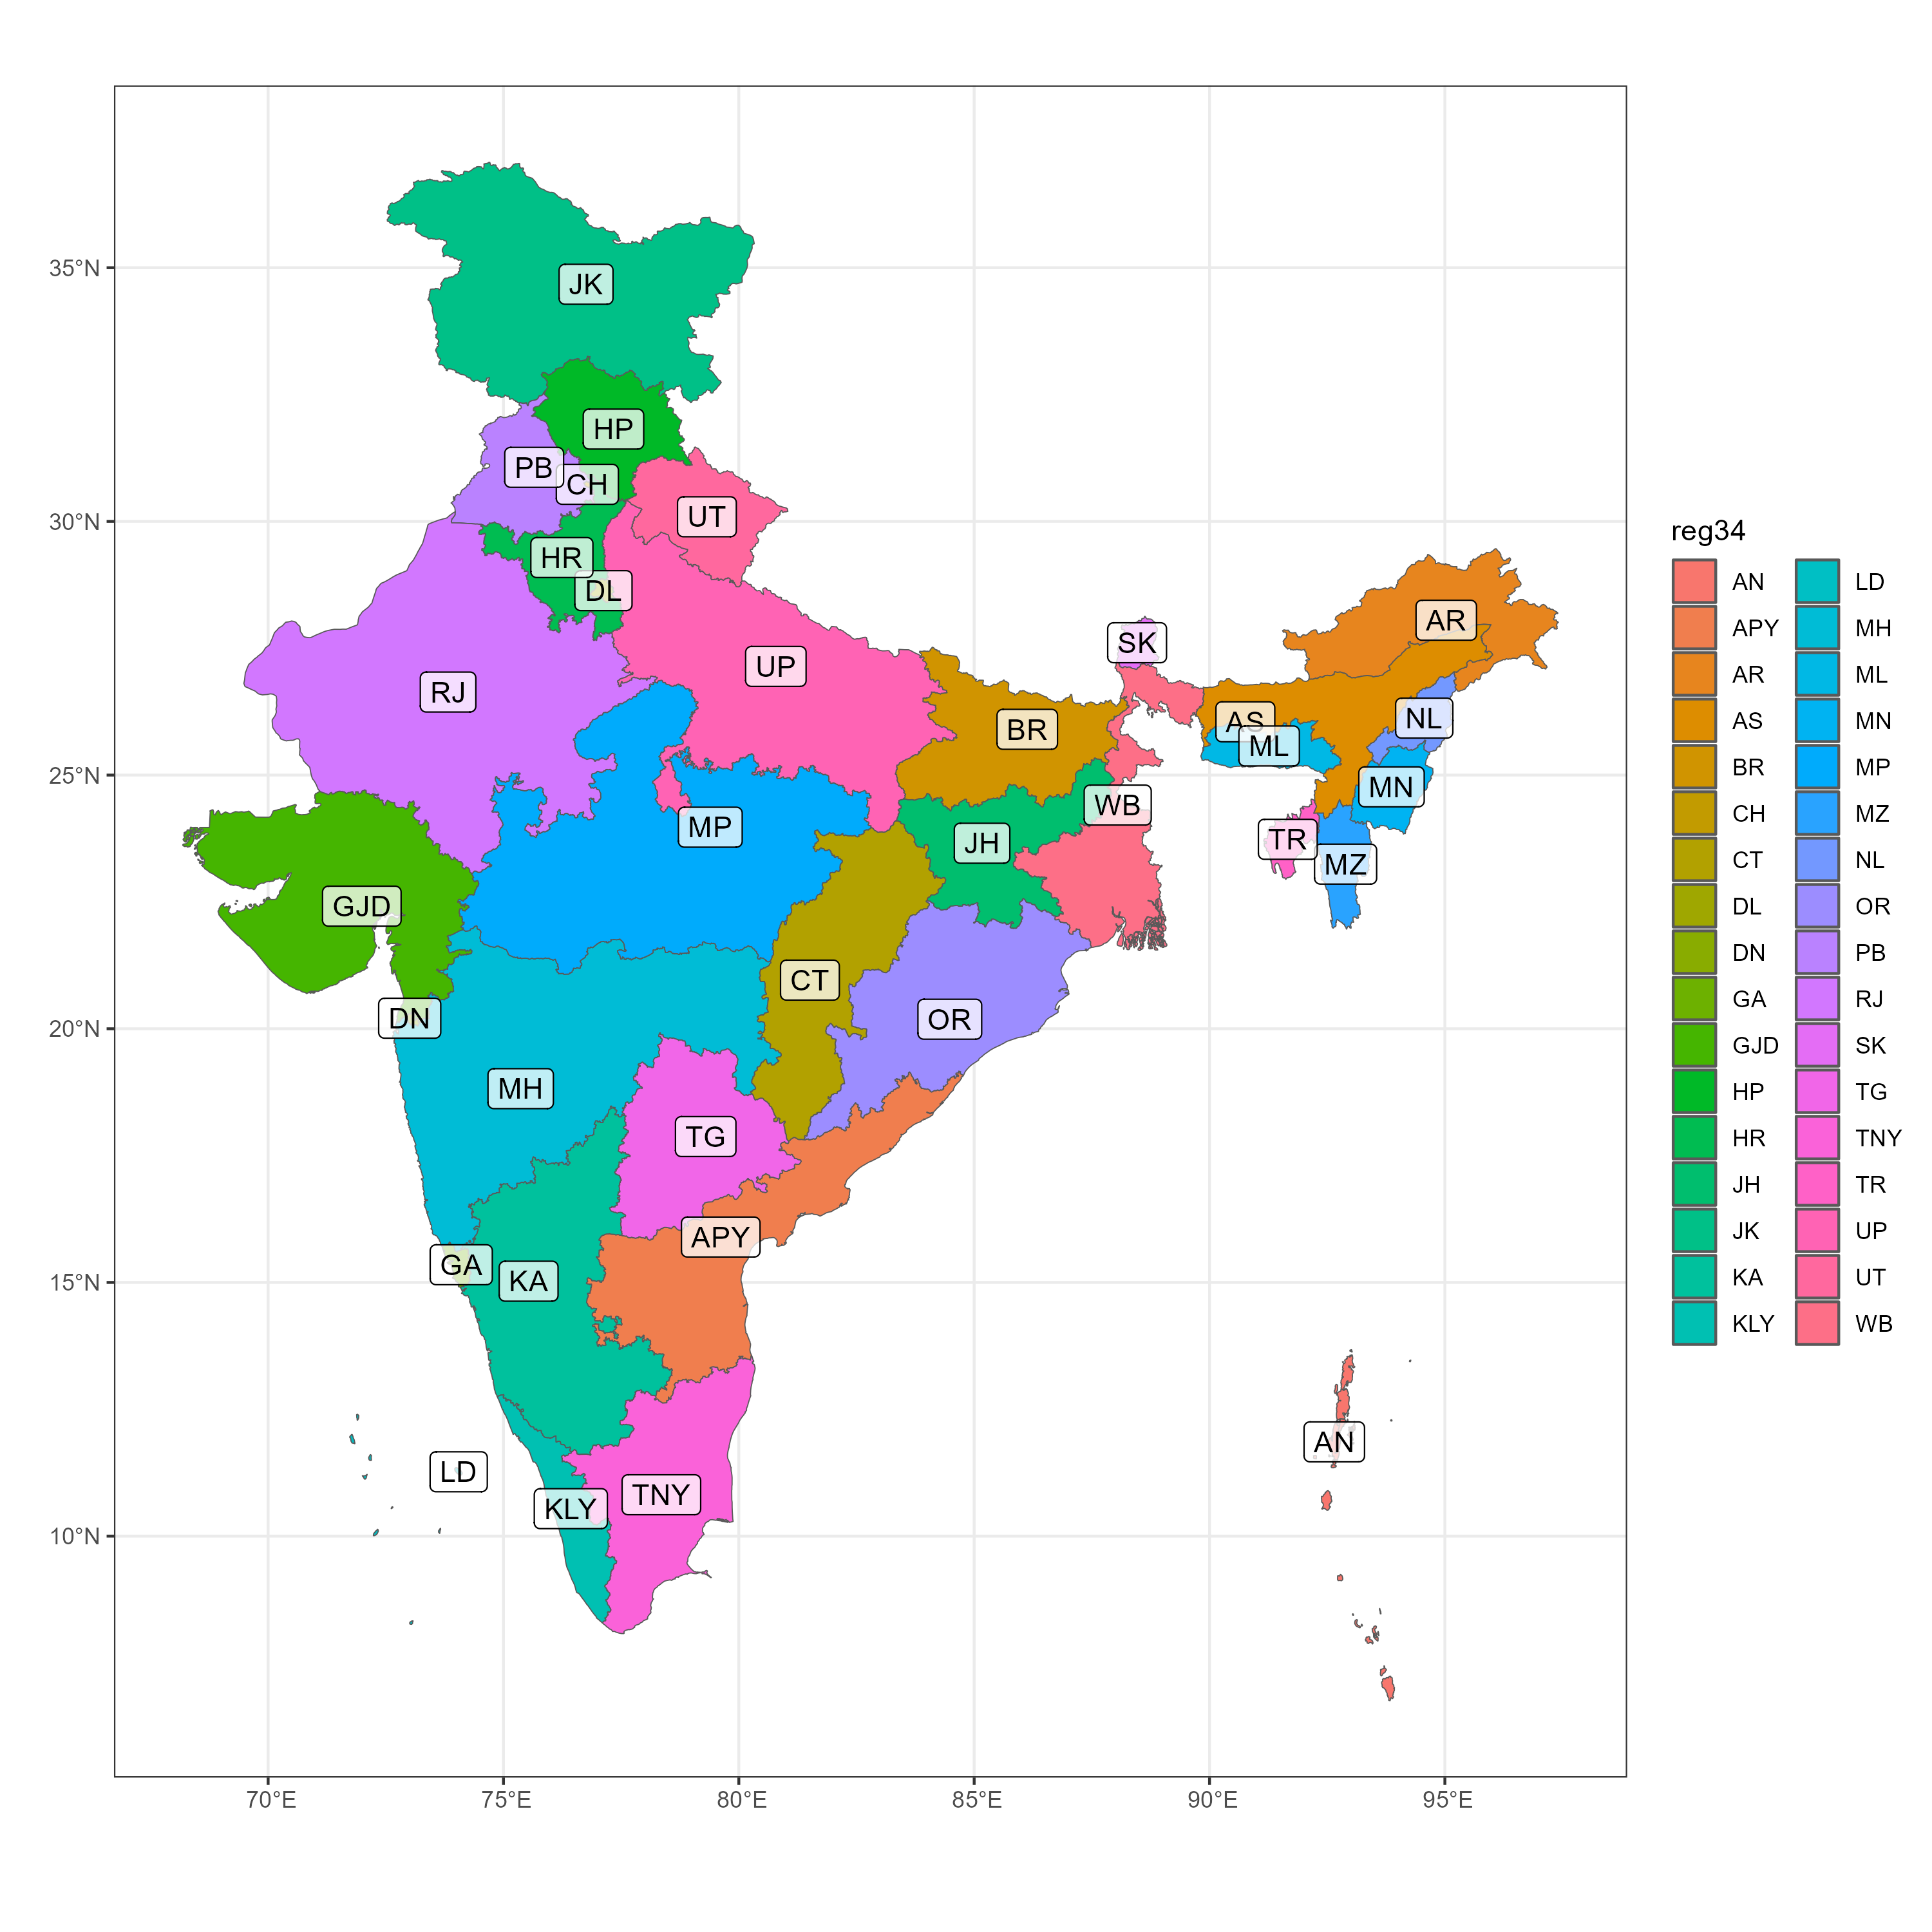 35°N
30°N
25°N
20°N
15°N
10°N
70°E 75°E 80°E 85°E 90°E 95°E
JK
HP
PB
CH
UT
HR
DL
AR
SK
UP
RJ
NL
AS
BR
ML
MN
WB
MP
TR
JH
MZ
GJD
CT
DN
OR
MH
TG
APY
GA
KA
AN
LD
TNY
KLY
reg34
AN LD
APY MH
AR ML
AS MN
BR MP
CH MZ
CT NL
DL OR
DN PB
GA RJ
GJD SK
HP TG
HR TNY
JH TR
JK UP
KA UT
KLY WB